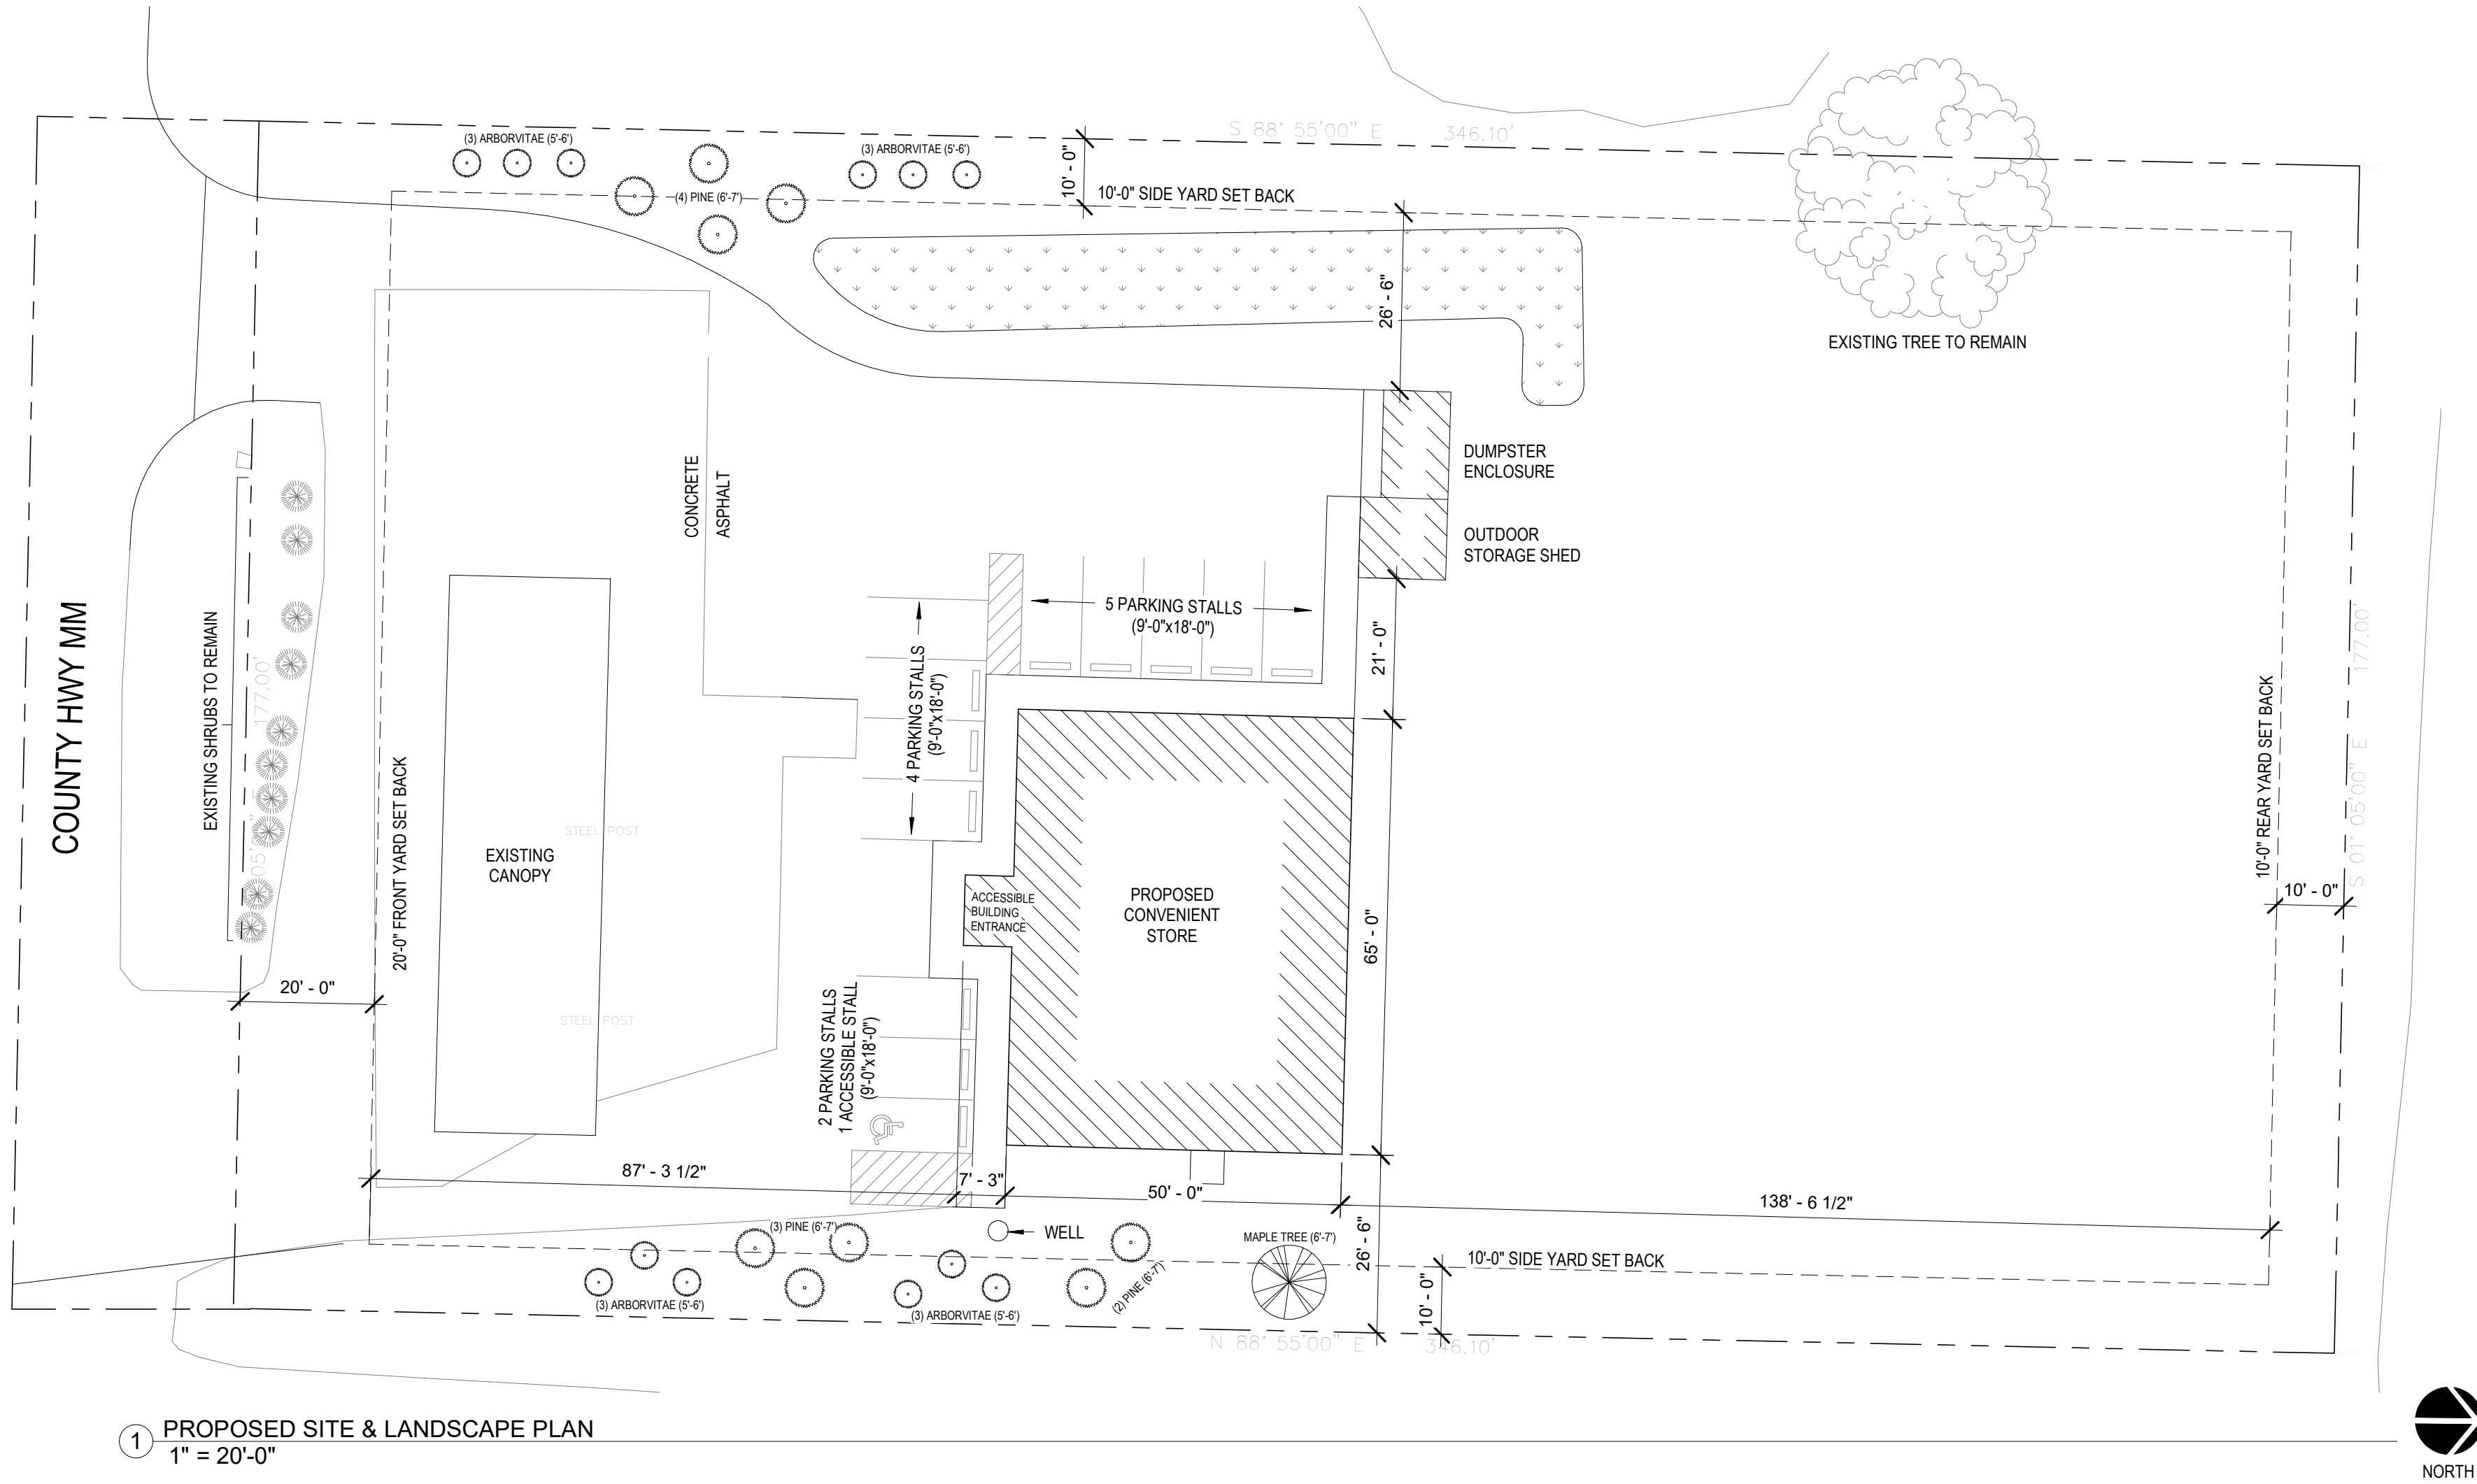 S 88° 55'00" E 346.10'
(3) ARBORVITAE (5'-6')
(4) PINE (6'-7')
(3) ARBORVITAE (5'-6')
10' - 0"
10'-0" SIDE YARD SET BACK
26' - 6"
EXISTING TREE TO REMAIN
CONCRETE
ASPHALT
DUMPSTER
ENCLOSURE
OUTDOOR
STORAGE SHED
5 PARKING STALLS
(9'-0"x18'-0")
21' - 0"
4 PARKING STALLS
(9'-0"x18'-0")
COUNTY HWY MM
EXISTING SHRUBS TO REMAIN
177.00'
20'-0" FRONT YARD SET BACK
20' - 0"
STEEL POST
EXISTING
CANOPY
STEEL POST
ACCESSIBLE
BUILDING
ENTRANCE
PROPOSED
CONVENIENT
STORE
65' - 0"
10'-0" REAR YARD SET BACK
10' - 0"
S 01° 05'00" E 177.00'
2 PARKING STALLS
1 ACCESSIBLE STALL
(9'-0"x18'-0")
87' - 3 1/2"
7' - 3"
50' - 0"
138' - 6 1/2"
(3) PINE (6'-7')
WELL
MAPLE TREE (6'-7')
26' - 6"
10'-0" SIDE YARD SET BACK
10' - 0"
(3) ARBORVITAE (5'-6')
(3) ARBORVITAE (5'-6')
(2) PINE (6'-7')
N 88° 55'00" E 346.10'
1 PROPOSED SITE & LANDSCAPE PLAN
1" = 20'-0"
NORTH